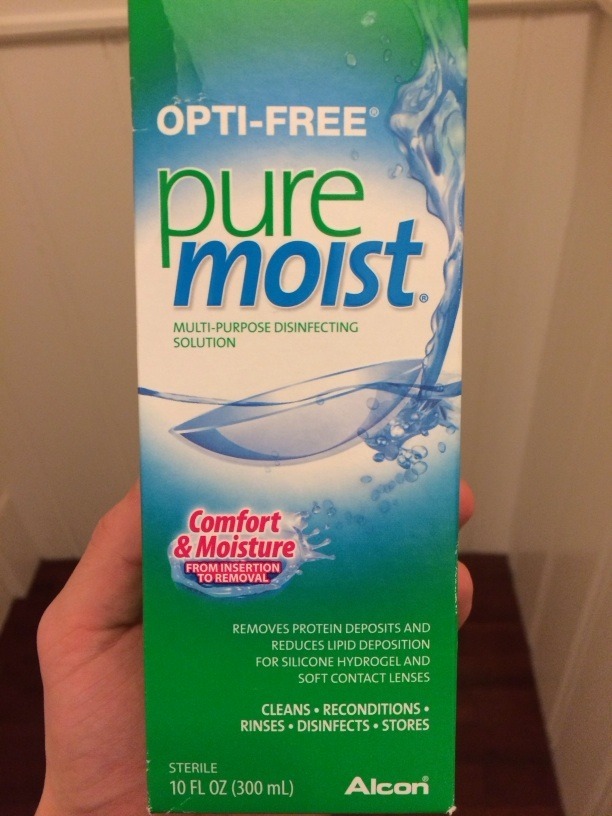 OPTI-FREE®
pure
moist®
MULTI-PURPOSE DISINFECTING
SOLUTION
Comfort
& Moisture
FROM INSERTION
TO REMOVAL
REMOVES PROTEIN DEPOSITS AND
REDUCES LIPID DEPOSITION
FOR SILICONE HYDROGEL AND
SOFT CONTACT LENSES
CLEANS • RECONDITIONS •
RINSES • DISINFECTS • STORES
STERILE
10 FL OZ (300 mL)
Alcon®